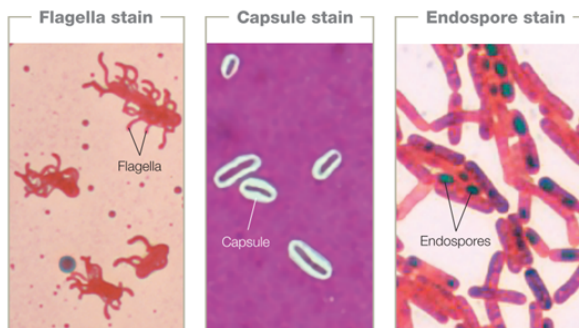 Flagella stain
Capsule stain
Endospore stain
Flagella
Capsule
Endospores